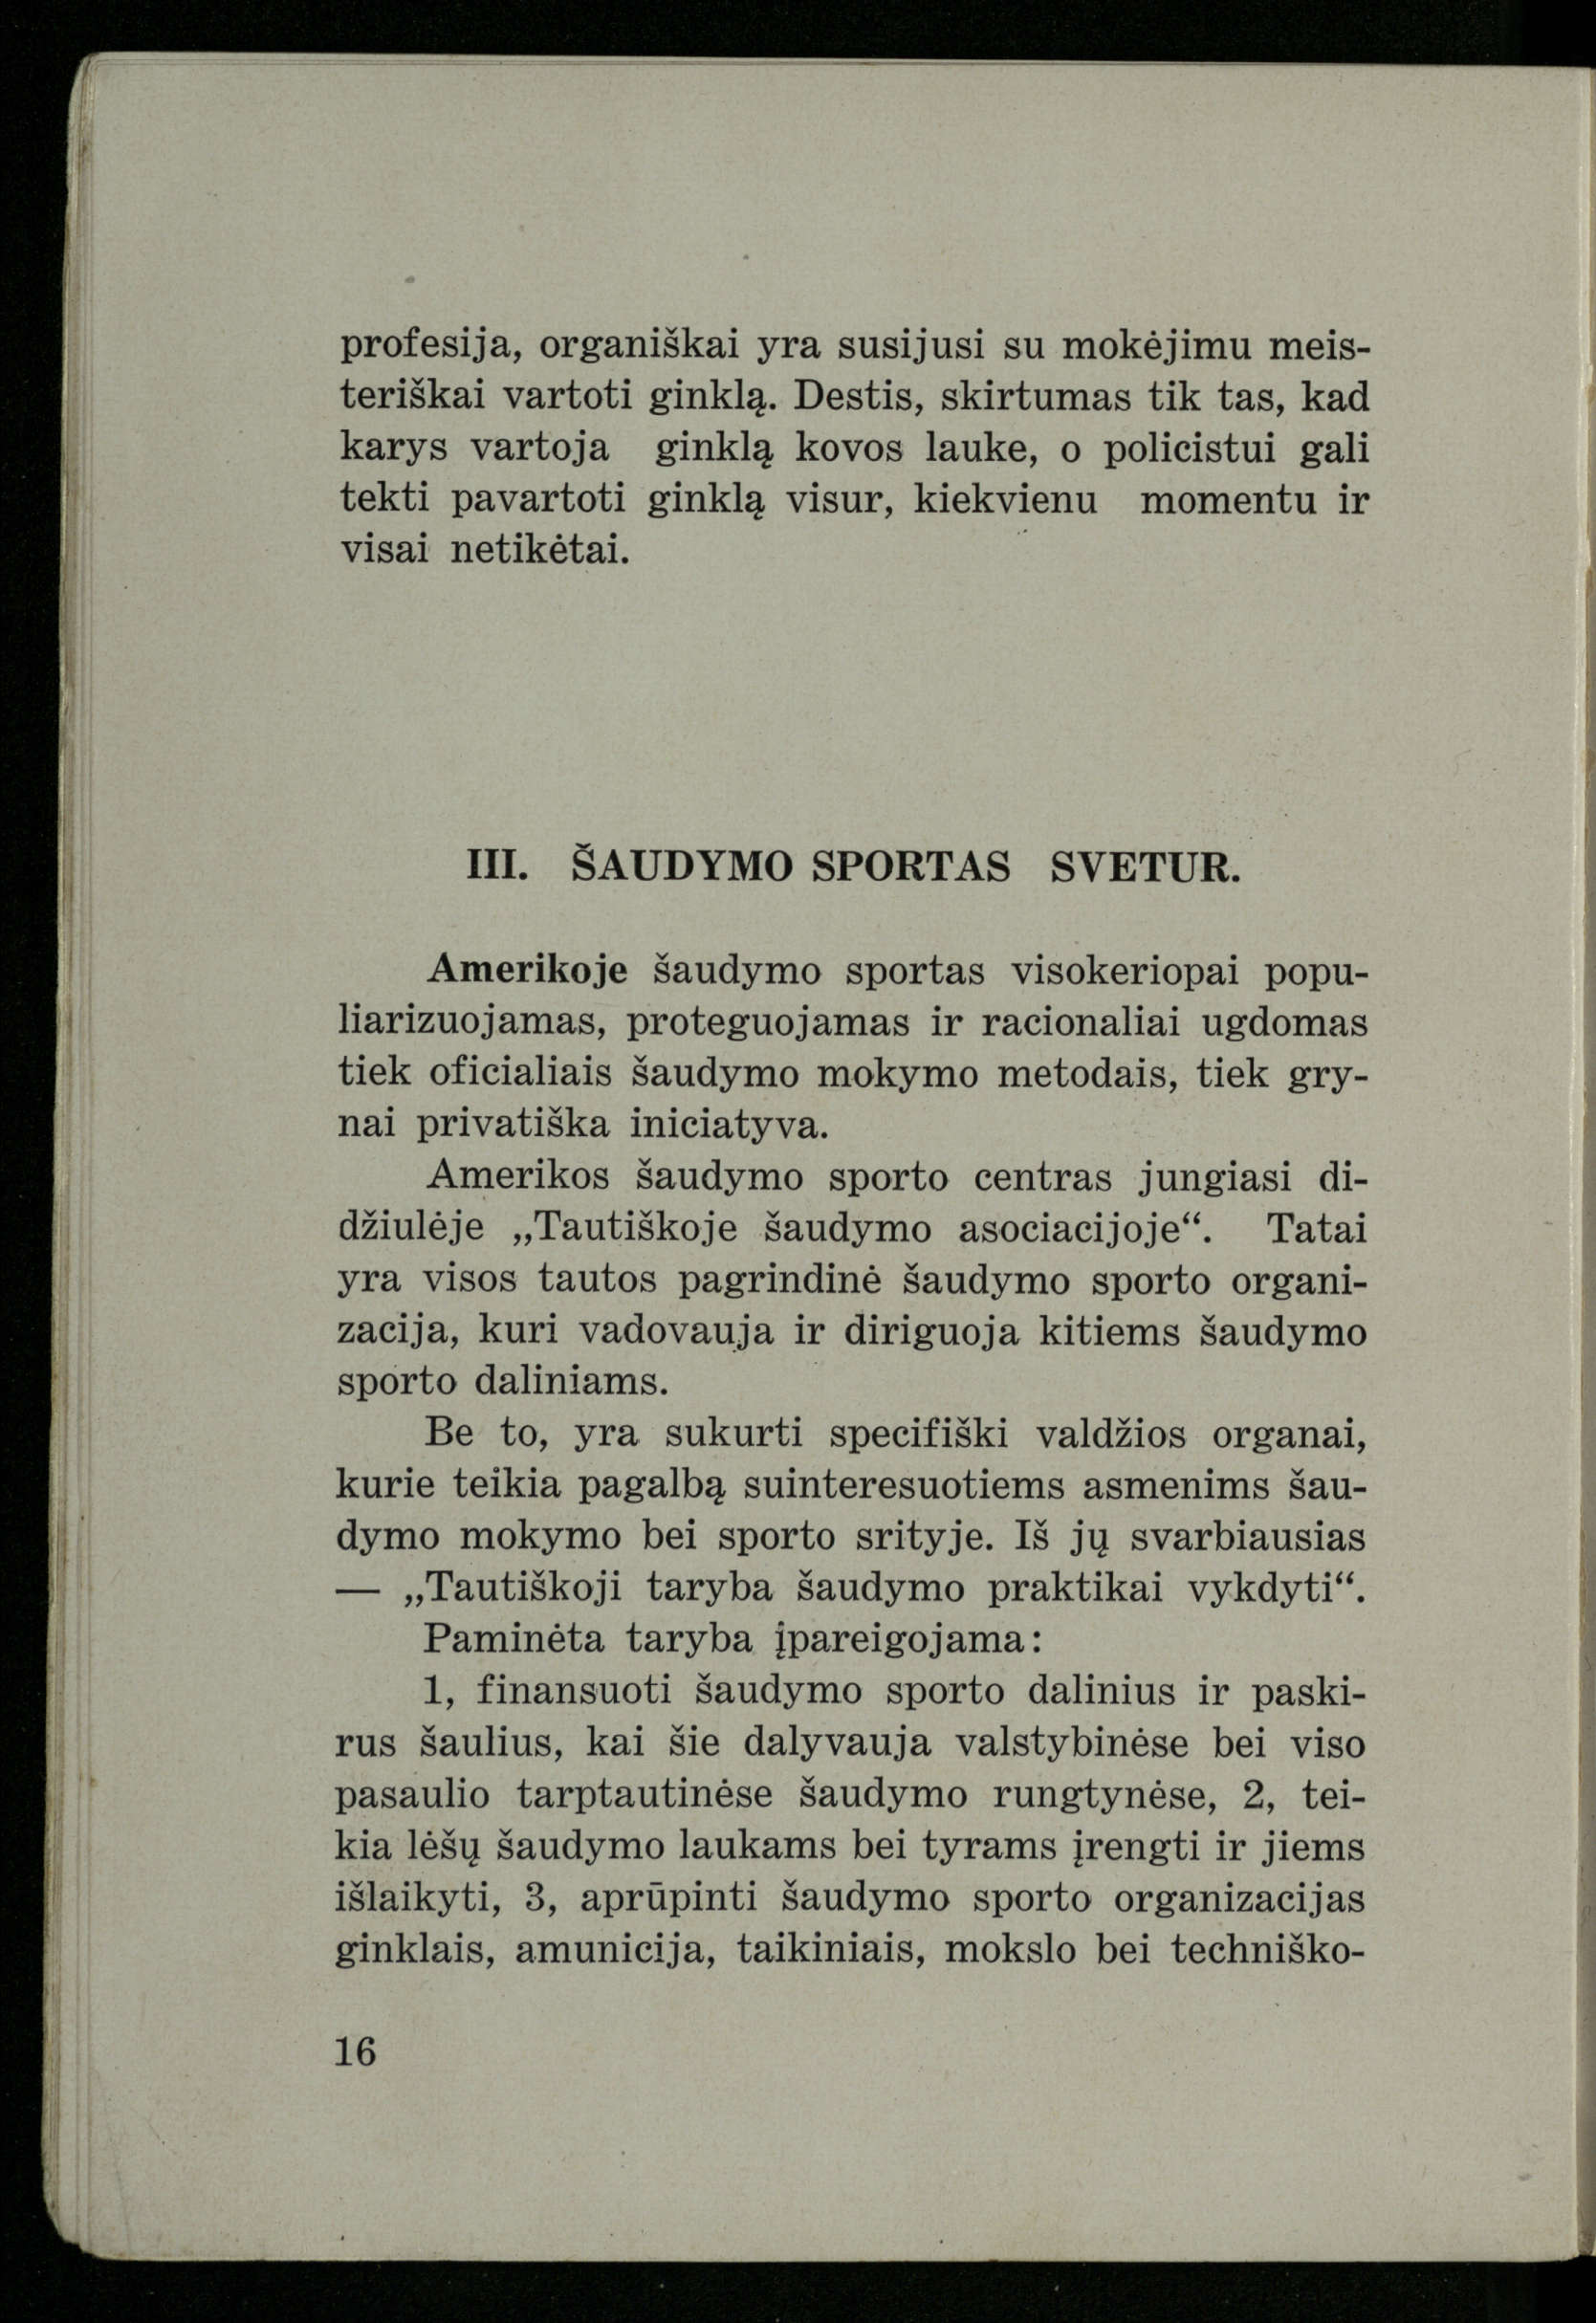 profesija, organiškai yra susijusi su mokėjimu meis-
teriškai vartoti ginklą. Destis, skirtumas tik tas, kad
karys vartoja ginklą kovos lauke, o policistui gali
tekti pavartoti ginklą visur, kiekvienu momentu ir
visai netikėtai.
III. ŠAUDYMO SPORTAS SVETUR.
Amerikoje šaudymo sportas visokeriopai popu-
liarizuojamas, proteguojamas ir racionaliai ugdomas
tiek oficialiais šaudymo mokymo metodais, tiek gry-
nai privatiška iniciatyva.
Amerikos šaudymo sporto centras jungiasi di-
džiulėje „Tautiškoje šaudymo asociacijoje“. Tatai
yra visos tautos pagrindinė šaudymo sporto organi-
zacija, kuri vadovauja ir diriguoja kitiems šaudymo
sporto daliniams.
Be to, yra sukurti specifiški valdžios organai,
kurie teikia pagalbą suinteresuotiems asmenims šau-
dymo mokymo bei sporto srityje. Iš jų svarbiausias
— „Tautiškoji taryba šaudymo praktikai vykdyti“.
Paminėta taryba įpareigojama:
1, finansuoti šaudymo sporto dalinius ir paski-
rus šaulius, kai šie dalyvauja valstybinėse bei viso
pasaulio tarptautinėse šaudymo rungtynėse, 2, tei-
kia lėšų šaudymo laukams bei tyrams įrengti ir jiems
išlaikyti, 3, aprūpinti šaudymo sporto organizacijas
ginklais, amunicija, taikiniais, mokslo bei techniško-
16